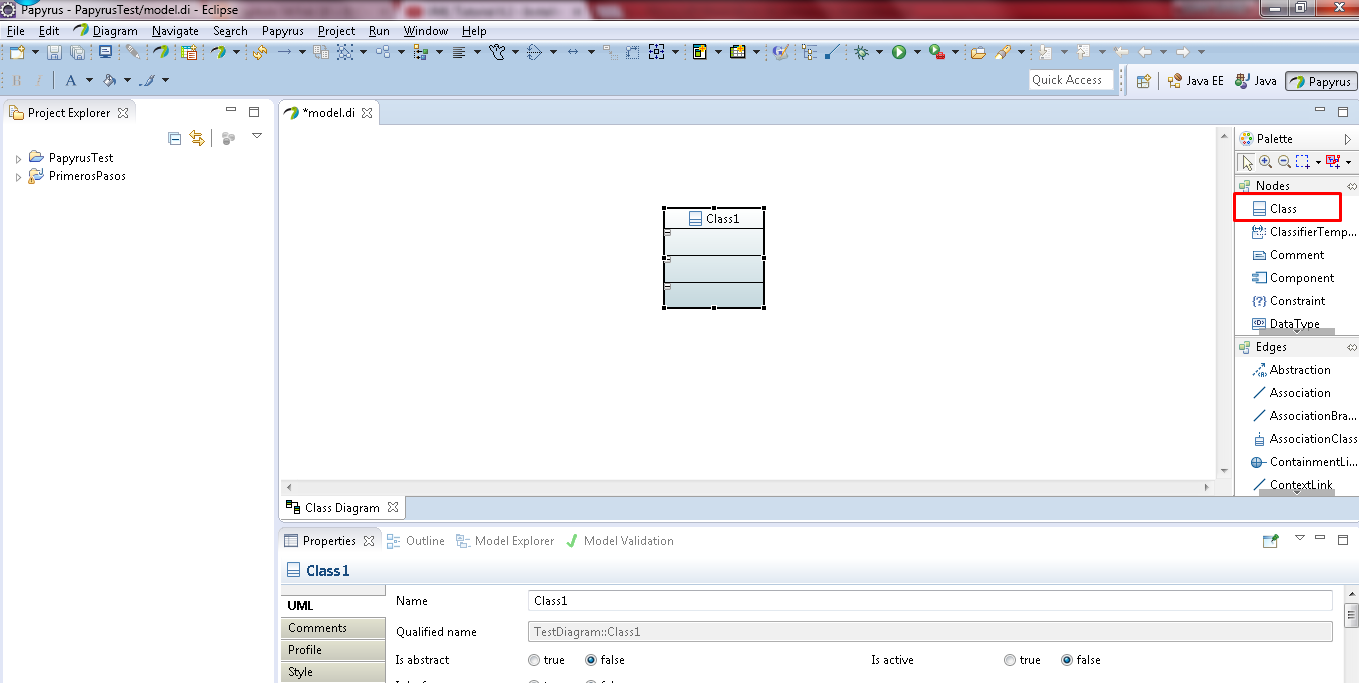 Papyrus - PapyrusTest/model.di - Eclipse
File Edit Diagram Navigate Search Papyrus Project Run Window Help
B I A Quick Access Java EE Java Papyrus
Project Explorer
PapyrusTest
PrimerosPasos
*model.di
Class1
Palette
Nodes
Class
ClassifierTemp...
Comment
Component
Constraint
DataType
Edges
Abstraction
Association
AssociationBra...
AssociationClass
ContainmentLi...
ContextLink
Class Diagram
Properties Outline Model Explorer Model Validation
Class1
UML
Comments
Profile
Style
Name Class1
Qualified name TestDiagram::Class1
Is abstract true false Is active true false